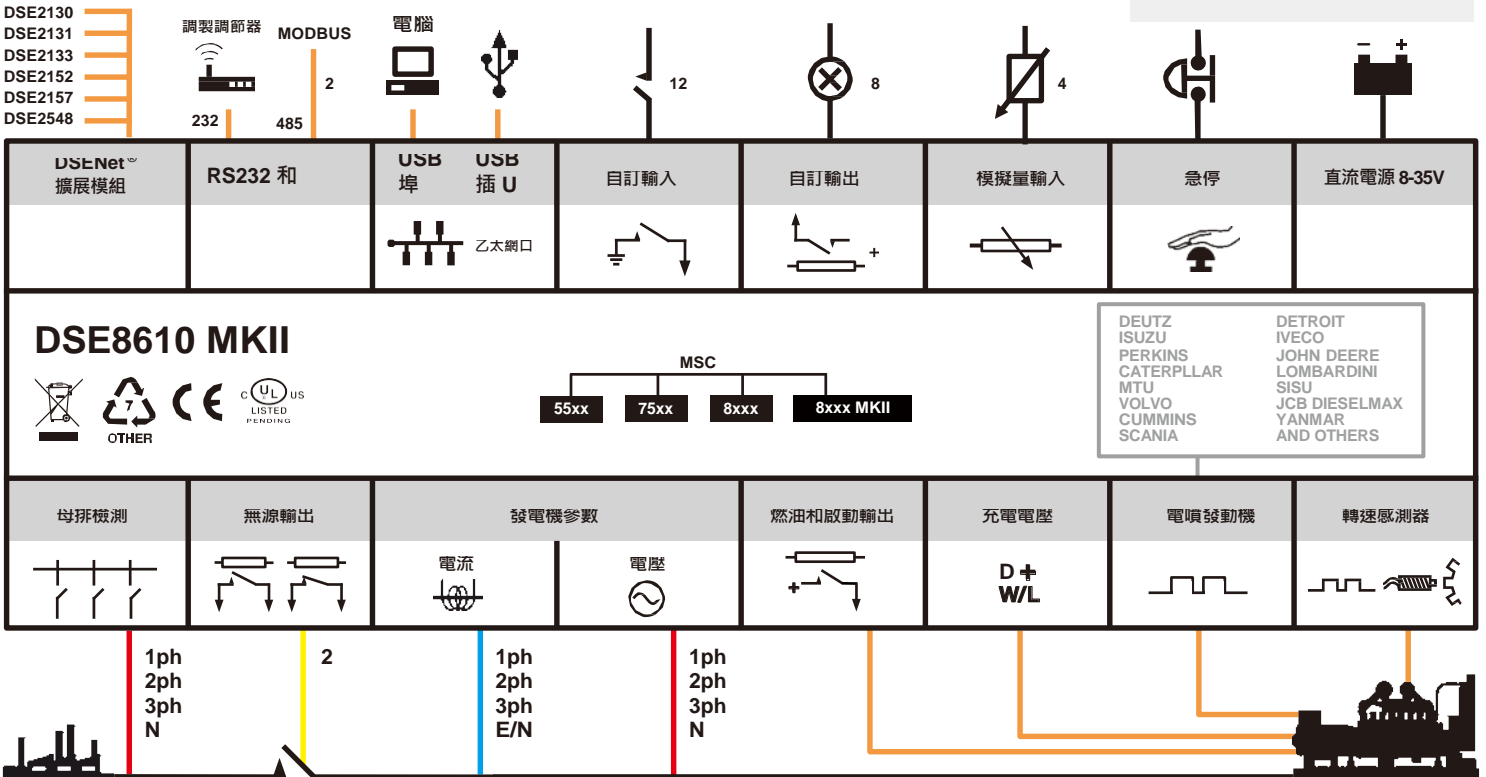 DSE2130
DSE2131
DSE2133
DSE2152
DSE2157
DSE2548
調製調節器
MODBUS
2
232
485
電腦
12
8
4
- +
DSENet®
擴展模組
RS232 和
USB
埠
USB
插 U
自訂輸入
自訂輸出
模擬量輸入
急停
直流電源 8-35V
乙太網口
+
DSE8610 MKII
7
OTHER
CE
C UL US
LISTED
PENDING
MSC
55xx
75xx
8xxx
8xxx MKII
DEUTZ
ISUZU
PERKINS
CATERPLLAR
MTU
VOLVO
CUMMINS
SCANIA
DETROIT
IVECO
JOHN DEERE
LOMBARDINI
SISU
JCB DIESELMAX
YANMAR
AND OTHERS
母排檢測
無源輸出
發電機參數
燃油和啟動輸出
充電電壓
電噴發動機
轉速感測器
電流
電壓
+
D +
W/L
1ph
2ph
3ph
N
2
1ph
2ph
3ph
E/N
1ph
2ph
3ph
N